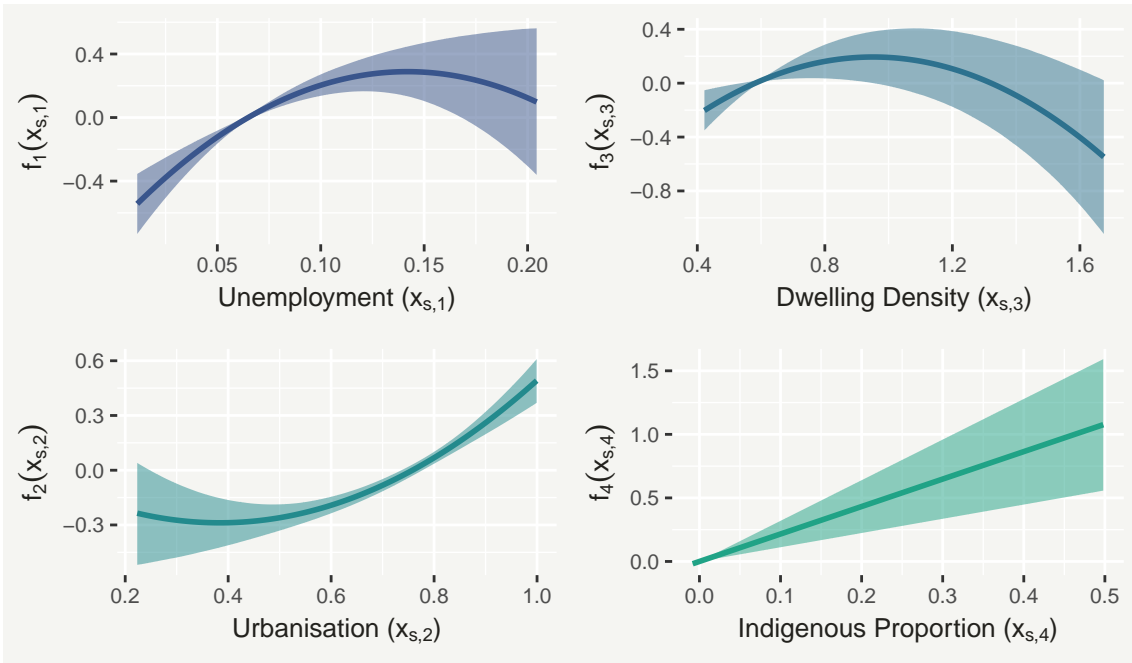 f₁(xₛ,₁)
0.4
0.0
−0.4
0.05 0.10 0.15 0.20
Unemployment (xₛ,₁)
f₃(xₛ,₃)
0.4
0.0
−0.4
−0.8
0.4 0.8 1.2 1.6
Dwelling Density (xₛ,₃)
f₂(xₛ,₂)
0.6
0.3
0.0
−0.3
0.2 0.4 0.6 0.8 1.0
Urbanisation (xₛ,₂)
f₄(xₛ,₄)
1.5
1.0
0.5
0.0
0.0 0.1 0.2 0.3 0.4 0.5
Indigenous Proportion (xₛ,₄)